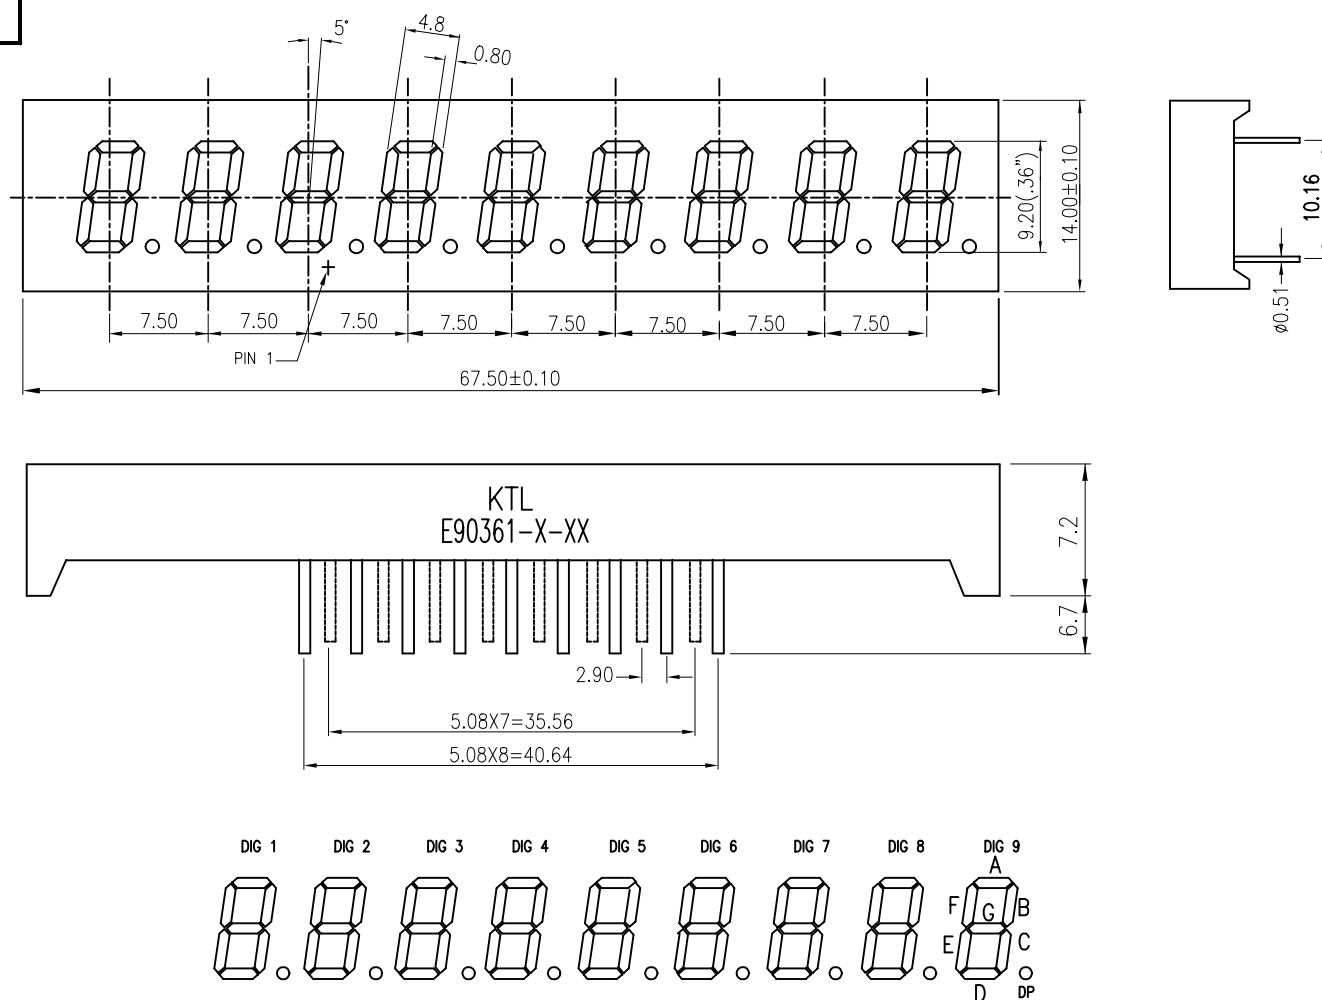 5°
4.8
0.80
9.20(.36")
14.00±0.10
10.16
ø0.51
7.50 7.50 7.50 7.50 7.50 7.50 7.50 7.50
PIN 1
67.50±0.10
KTL
E90361-X-XX
7.2
6.7
2.90
5.08X7=35.56
5.08X8=40.64
DIG 1 DIG 2 DIG 3 DIG 4 DIG 5 DIG 6 DIG 7 DIG 8 DIG 9
A
F G B
E C
D DP